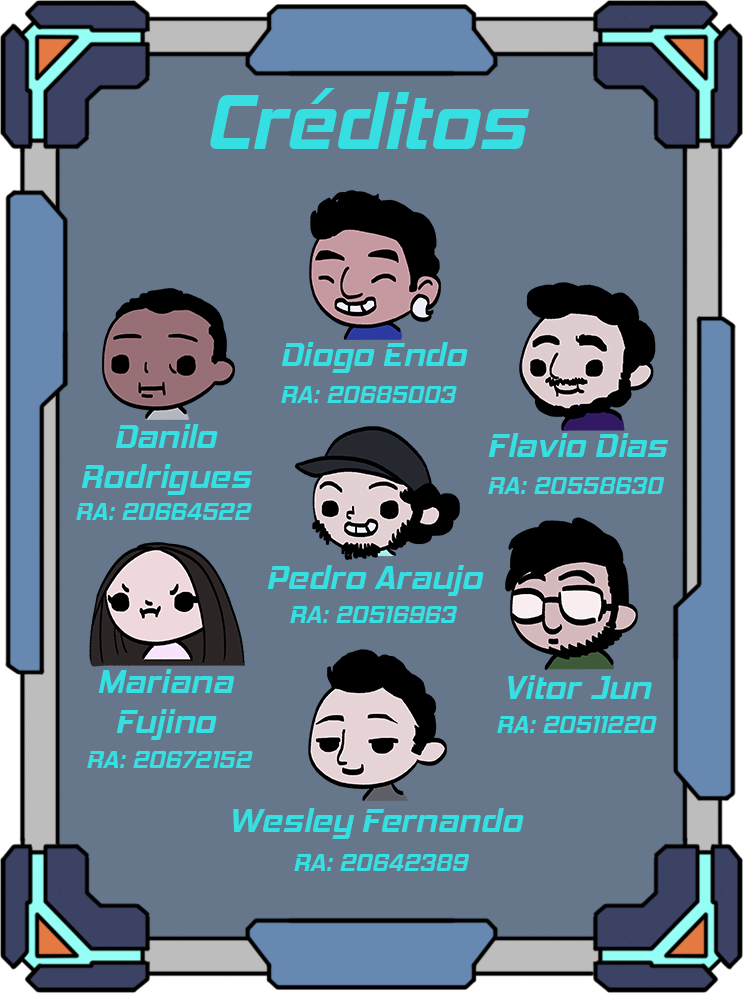 Créditos
Diogo Endo
RA: 20685003
Danilo
Rodrigues
RA: 20664522
Flavio Dias
RA: 20558630
Pedro Araujo
RA: 20516963
Mariana
Fujino
RA: 20672152
Vitor Jun
RA: 20511220
Wesley Fernando
RA: 20642389